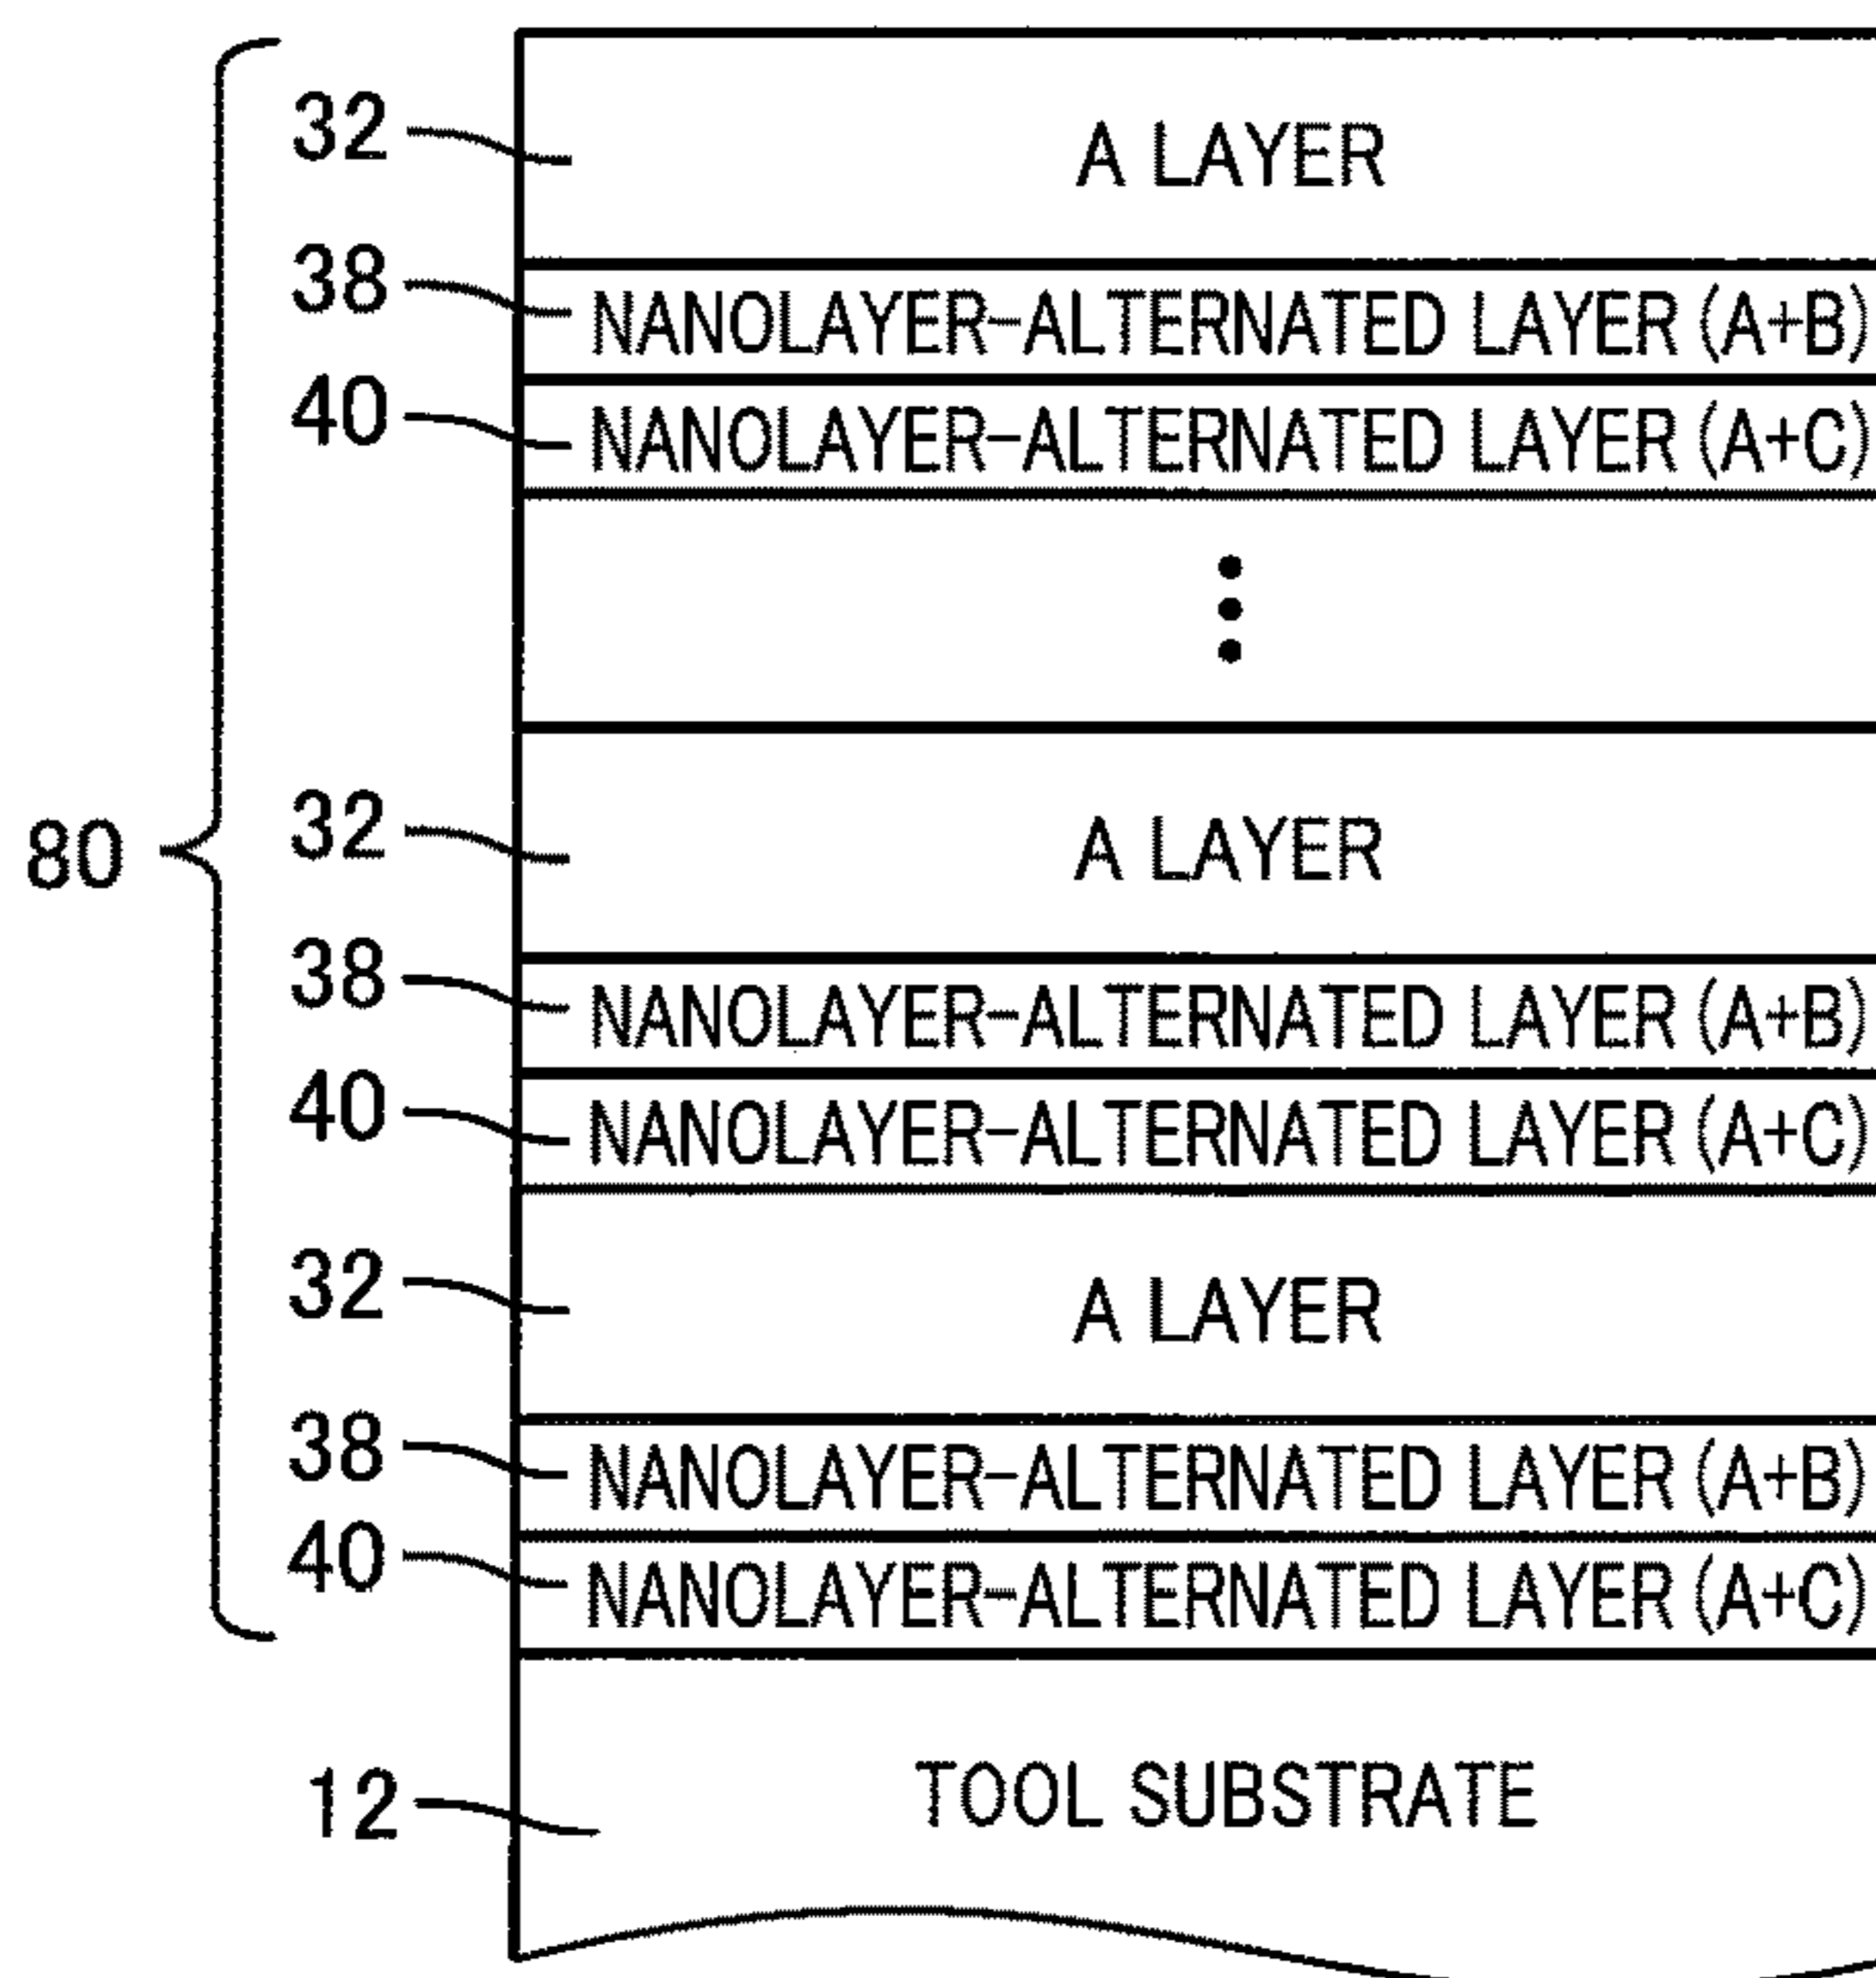 32 A LAYER
38 NANOLAYER-ALTERNATED LAYER (A+B)
40 NANOLAYER-ALTERNATED LAYER (A+C)
32 A LAYER
80
38 NANOLAYER-ALTERNATED LAYER (A+B)
40 NANOLAYER-ALTERNATED LAYER (A+C)
32 A LAYER
38 NANOLAYER-ALTERNATED LAYER (A+B)
40 NANOLAYER-ALTERNATED LAYER (A+C)
12 TOOL SUBSTRATE